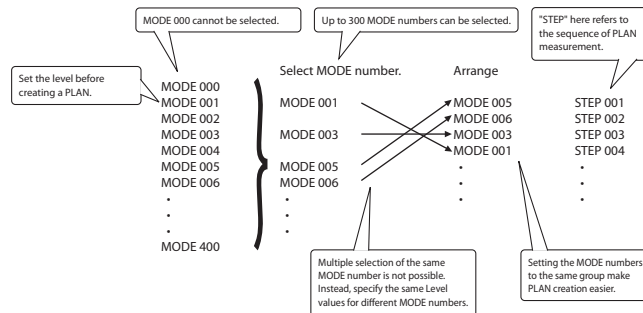 MODE 000 cannot be selected.
Up to 300 MODE numbers can be selected.
"STEP" here refers to
the sequence of PLAN
measurement.
Set the level before
creating a PLAN.
Select MODE number.
Arrange
MODE 000
MODE 001
MODE 002
MODE 003
MODE 004
MODE 005
MODE 006
MODE 400
MODE 001
MODE 003
MODE 005
MODE 006
MODE 005
MODE 006
MODE 003
MODE 001
STEP 001
STEP 002
STEP 003
STEP 004
Multiple selection of the same
MODE number is not possible.
Instead, specify the same Level
values for different MODE numbers.
Setting the MODE numbers
to the same group make
PLAN creation easier.